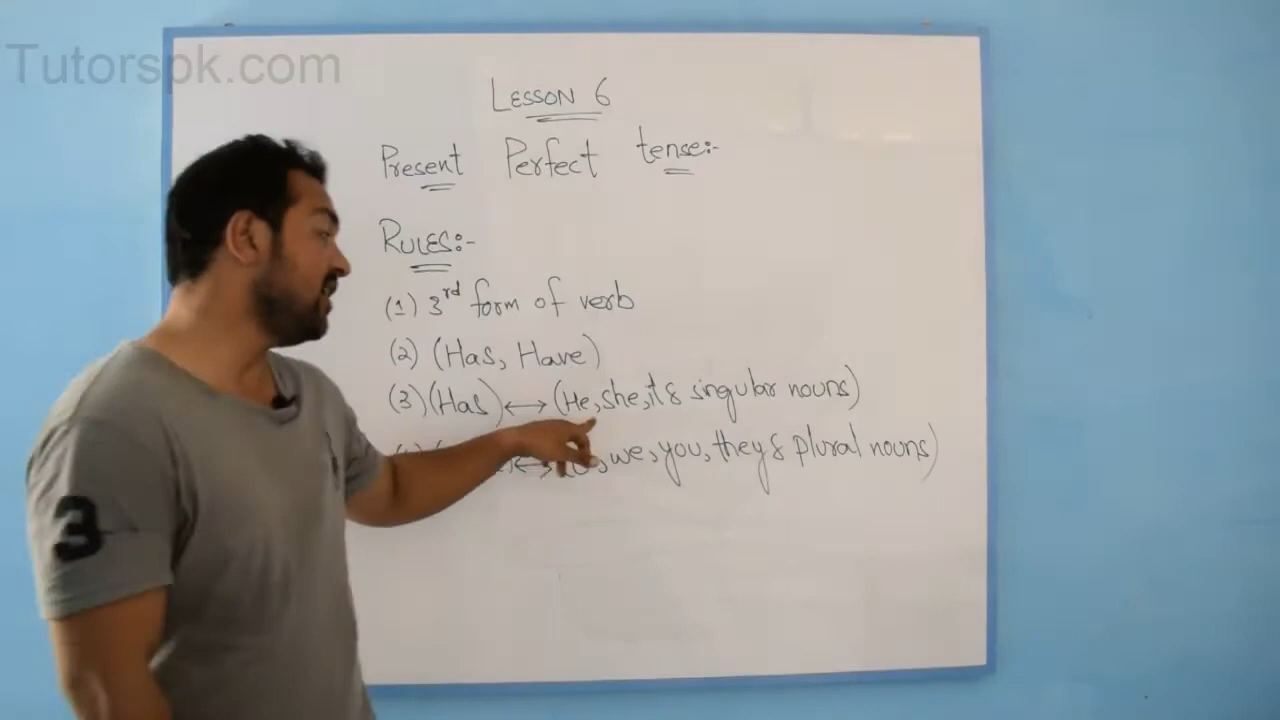 Tutorspk.com
LESSON 6
Present Perfect tense:-
RULES:-
(1) 3rd form of verb
(2) (Has, Have)
(3) (Has) ↔ (He, she, it & singular nouns)
↔ , we, you, they & plural nouns)
3